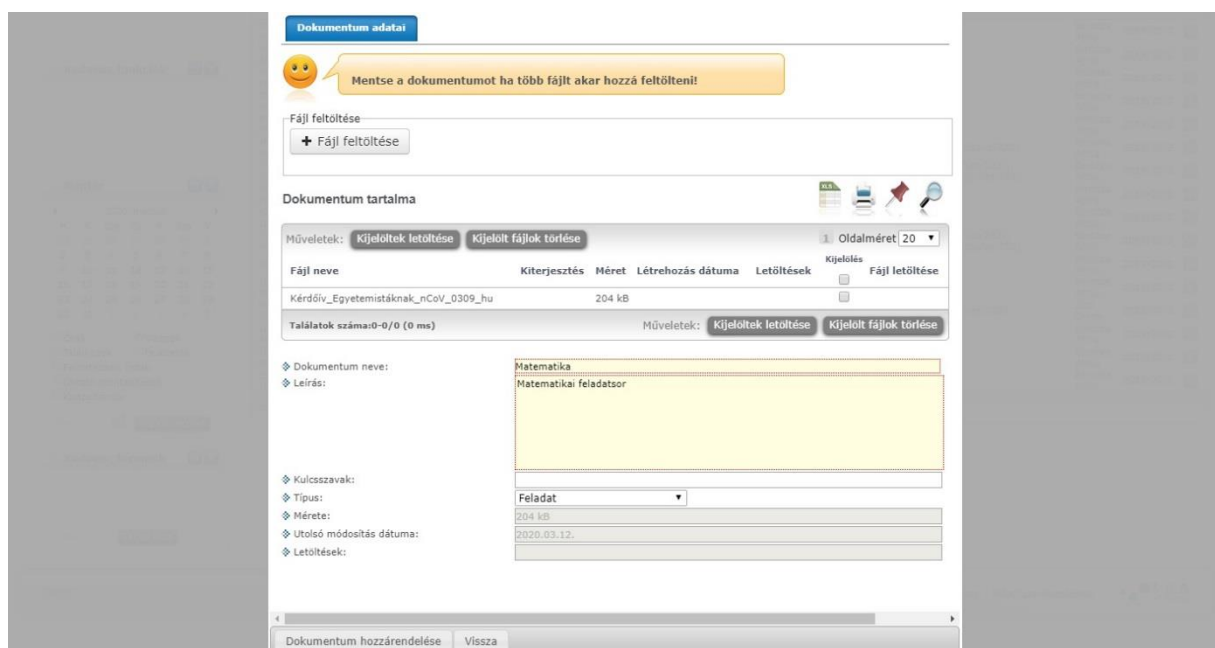 Dokumentum adatai
Mentse a dokumentumot ha több fájlt akar hozzá feltölteni!
Fájl feltöltése
+ Fájl feltöltése
Dokumentum tartalma
XLS
Műveletek: Kijelöltek letöltése Kijelölt fájlok törlése 1 Oldalméret 20
Fájl neve Kiterjesztés Méret Létrehozás dátuma Letöltések Kijelölés Fájl letöltése
Kérdőív_Egyetemistáknak_nCoV_0309_hu 204 kB
Találatok száma:0-0/0 (0 ms) Műveletek: Kijelöltek letöltése Kijelölt fájlok törlése
Dokumentum neve: Matematika
Leírás: Matematikai feladatsor
Kulcsszavak:
Típus: Feladat
Mérete: 204 kB
Utolsó módosítás dátuma: 2020.03.12.
Letöltések:
Dokumentum hozzárendelése Vissza